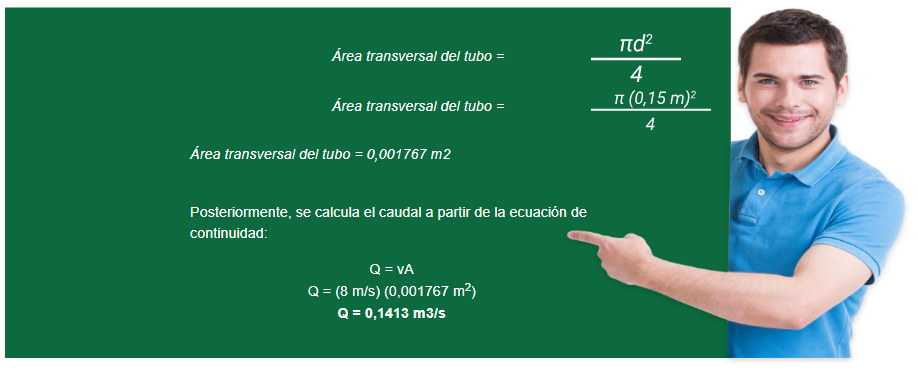 Área transversal del tubo = πd²/4
Área transversal del tubo = π (0,15 m)²/4
Área transversal del tubo = 0,001767 m2
Posteriormente, se calcula el caudal a partir de la ecuación de
continuidad:
Q = vA
Q = (8 m/s) (0,001767 m²)
Q = 0,1413 m3/s